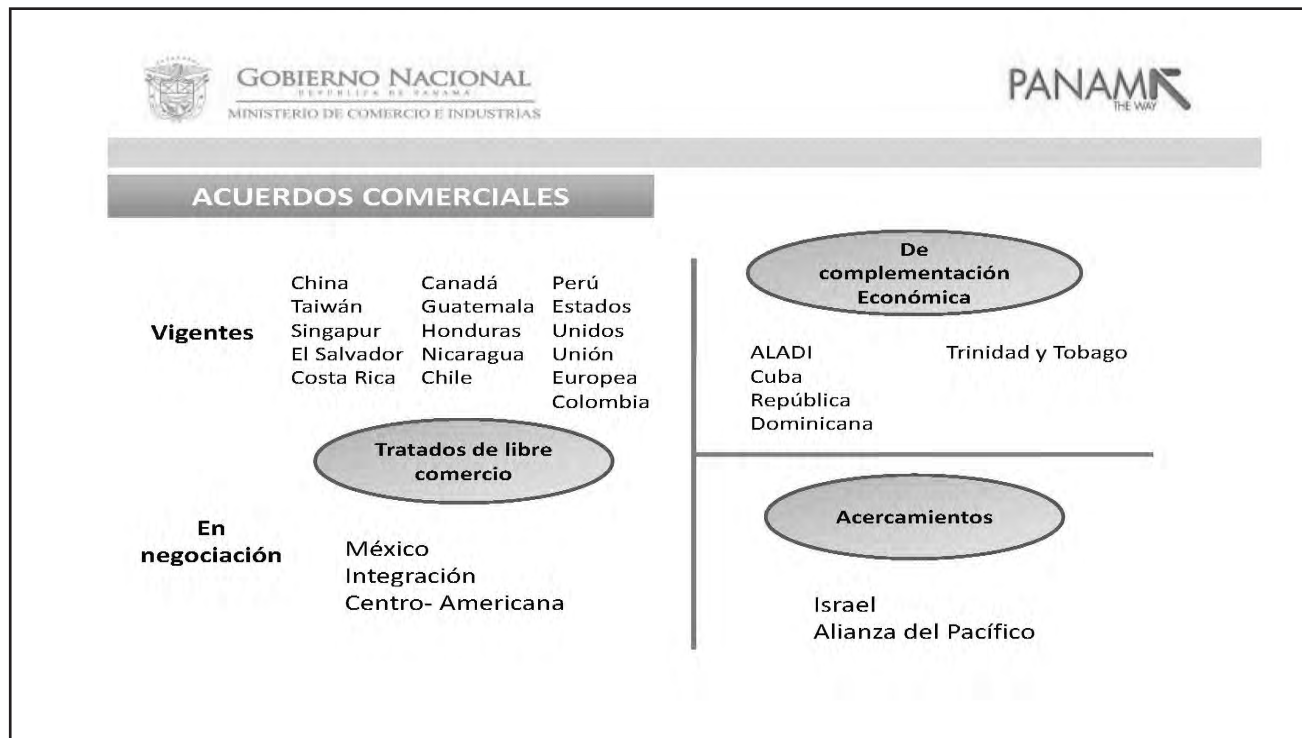 GOBIERNO NACIONAL
REPÚBLICA DE PANAMÁ
MINISTERIO DE COMERCIO E INDUSTRIAS
PANAMÁ
THE WAY
ACUERDOS COMERCIALES
Vigentes
China
Taiwán
Singapur
El Salvador
Costa Rica
Canadá
Guatemala
Honduras
Nicaragua
Chile
Perú
Estados
Unidos
Unión
Europea
Colombia
Tratados de libre
comercio
En
negociación
México
Integración
Centro- Americana
De
complementación
Económica
ALADI
Cuba
República
Dominicana
Trinidad y Tobago
Acercamientos
Israel
Alianza del Pacífico